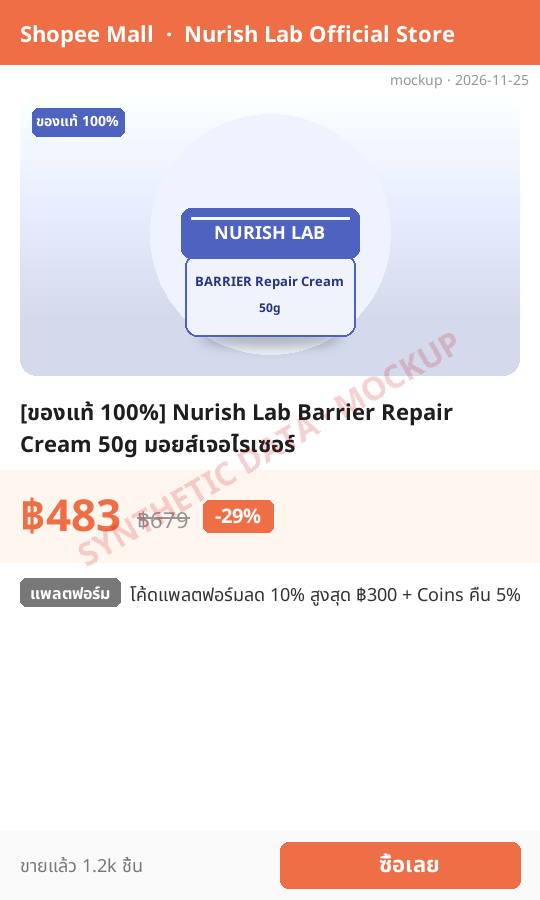 Shopee Mall · Nurish Lab Official Store
mockup · 2026-11-25
ของแท้ 100%
NURISH LAB
BARRIER Repair Cream
50g
[ของแท้ 100%] Nurish Lab Barrier Repair
Cream 50g มอยส์เจอไรเซอร์
฿483 ฿679 -29%
SYNTHETIC DATA · MOCKUP
แพลตฟอร์ม โค้ดแพลตฟอร์มลด 10% สูงสุด ฿300 + Coins คืน 5%
ขายแล้ว 1.2k ชิ้น
ซื้อเลย